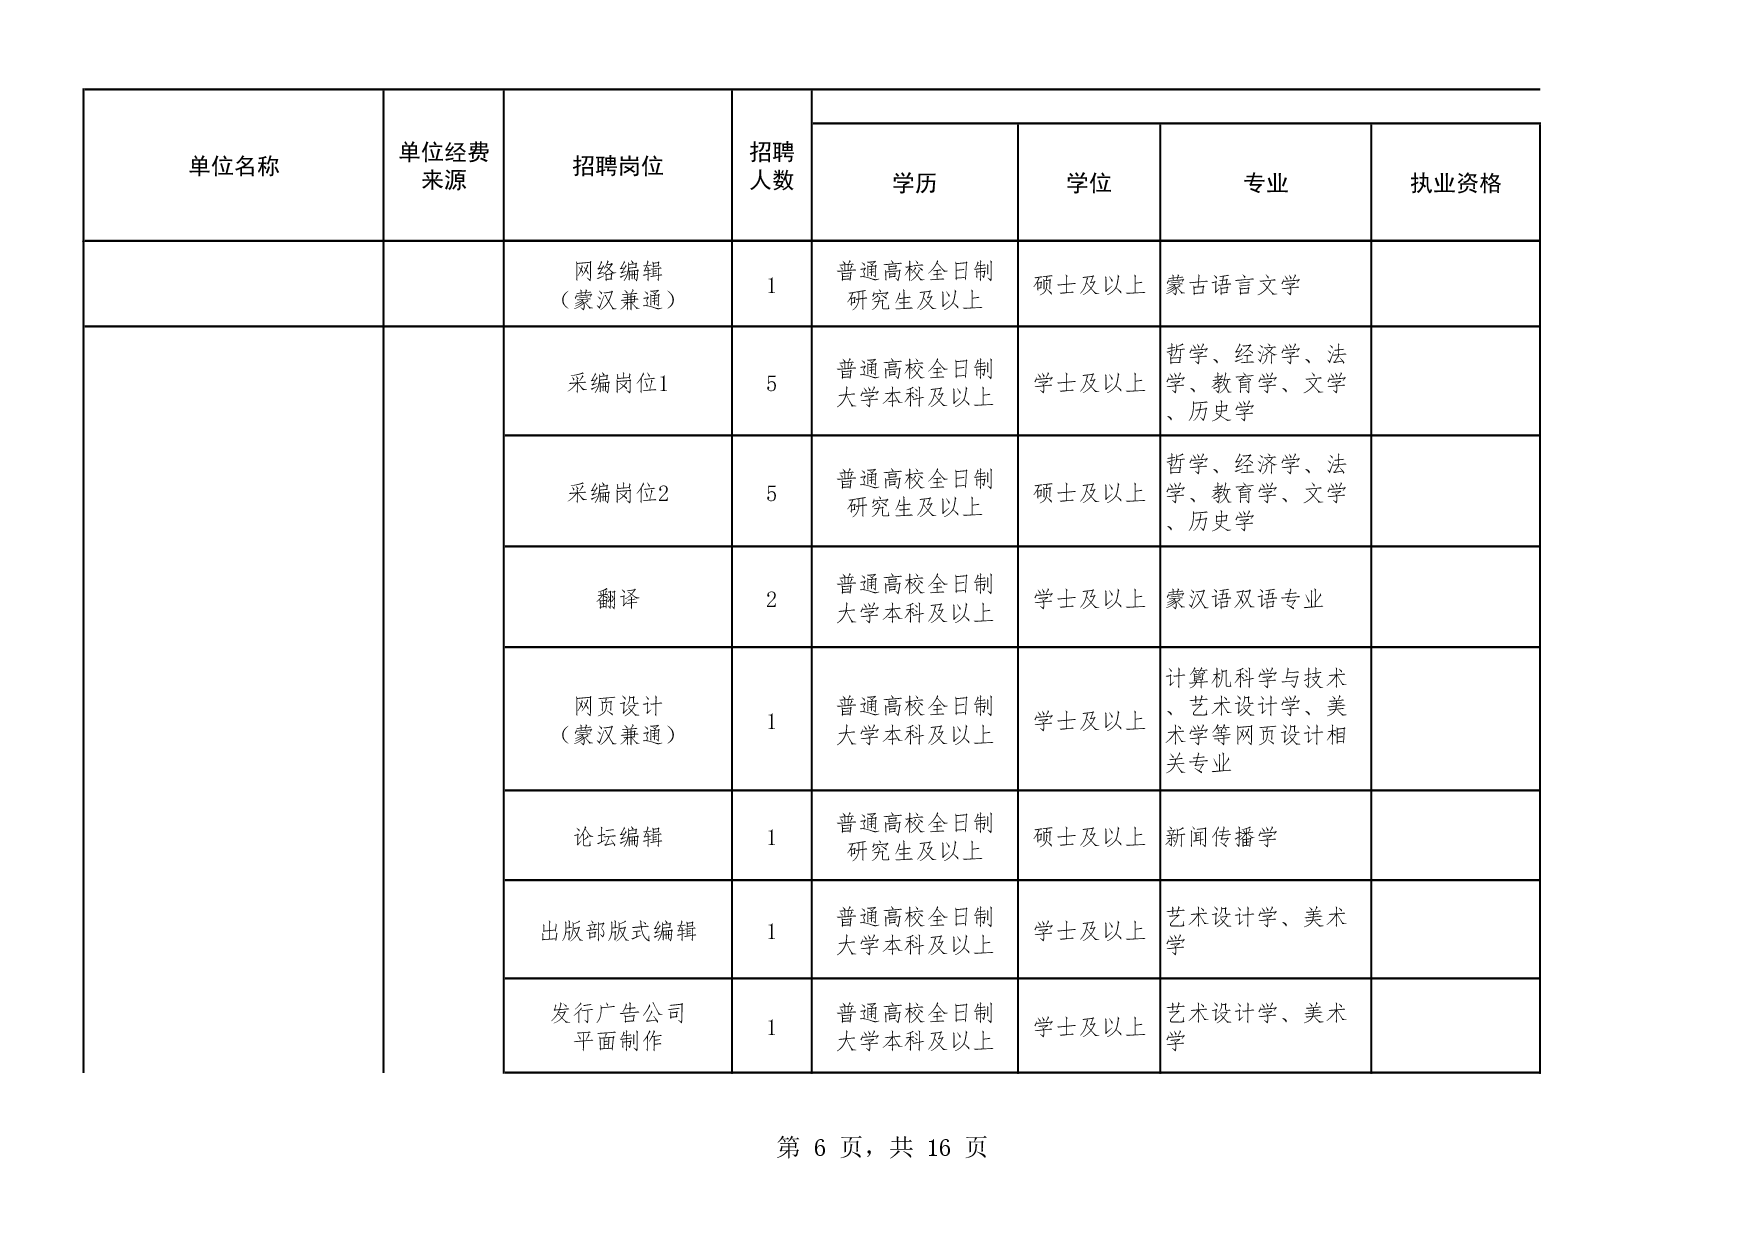 单位名称
单位经费
来源
招聘岗位
招聘
人数
学历
学位
专业
执业资格
网络编辑
（蒙汉兼通）
1
普通高校全日制
研究生及以上
硕士及以上
蒙古语言文学
采编岗位1
5
普通高校全日制
大学本科及以上
学士及以上
哲学、经济学、法
学、教育学、文学
、历史学
采编岗位2
5
普通高校全日制
研究生及以上
硕士及以上
哲学、经济学、法
学、教育学、文学
、历史学
翻译
2
普通高校全日制
大学本科及以上
学士及以上
蒙汉语双语专业
网页设计
（蒙汉兼通）
1
普通高校全日制
大学本科及以上
学士及以上
计算机科学与技术
、艺术设计学、美
术学等网页设计相
关专业
论坛编辑
1
普通高校全日制
研究生及以上
硕士及以上
新闻传播学
出版部版式编辑
1
普通高校全日制
大学本科及以上
学士及以上
艺术设计学、美术
学
发行广告公司
平面制作
1
普通高校全日制
大学本科及以上
学士及以上
艺术设计学、美术
学
第 6 页，共 16 页